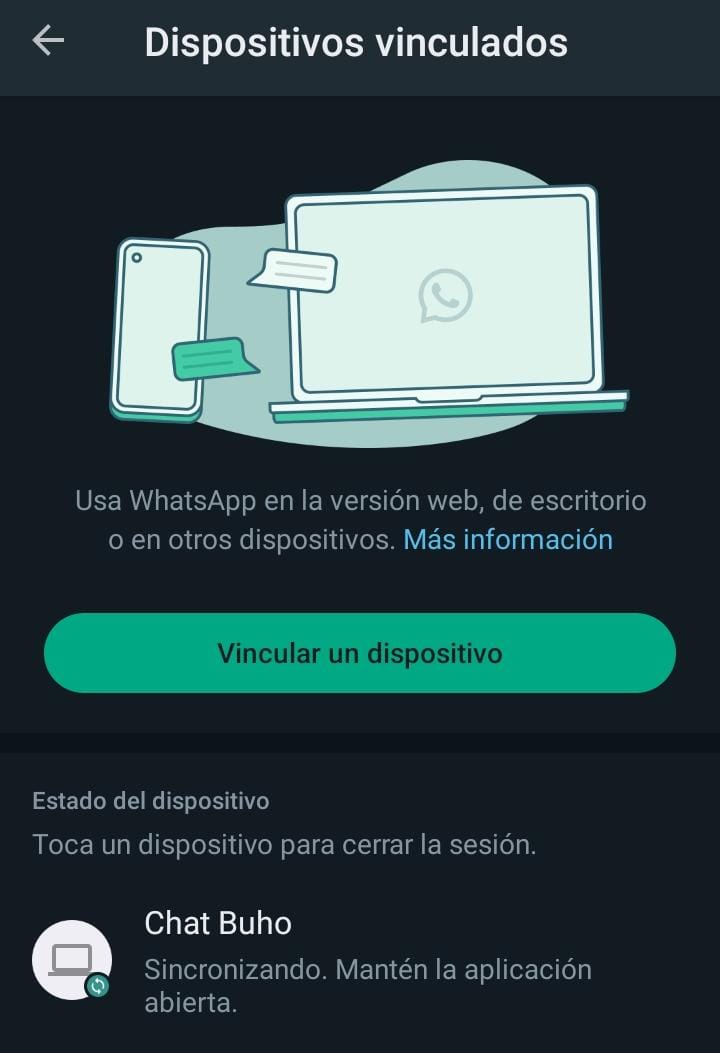 Dispositivos vinculados
Usa WhatsApp en la versión web, de escritorio
o en otros dispositivos. Más información
Vincular un dispositivo
Estado del dispositivo
Toca un dispositivo para cerrar la sesión.
Chat Buho
Sincronizando. Mantén la aplicación
abierta.